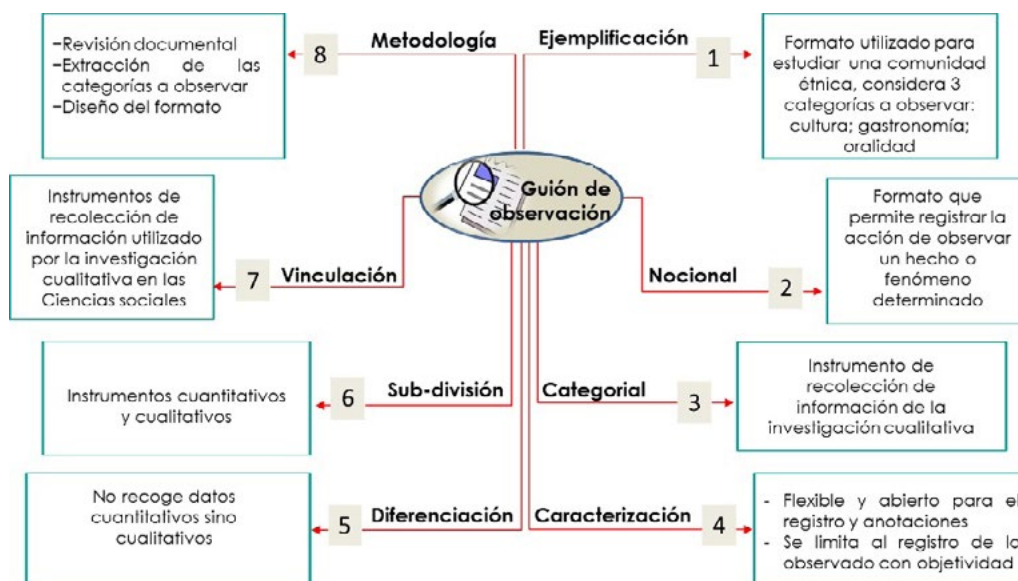 Guión de
observación
Ejemplificación
1
Formato utilizado para
estudiar una comunidad
étnica, considera 3
categorías a observar:
cultura; gastronomía;
oralidad
Nocional
2
Formato que
permite registrar la
acción de observar
un hecho o
fenómeno
determinado
Categorial
3
Instrumento de
recolección de
información de la
investigación cualitativa
Caracterización
4
- Flexible y abierto para el
registro y anotaciones
- Se limita al registro de lo
observado con objetividad
Diferenciación
5
No recoge datos
cuantitativos sino
cualitativos
Sub-división
6
Instrumentos cuantitativos
y cualitativos
Vinculación
7
Instrumentos de
recolección de
información utilizado
por la investigación
cualitativa en las
Ciencias sociales
Metodología
8
-Revisión documental
-Extracción de las
categorías a observar
-Diseño del formato